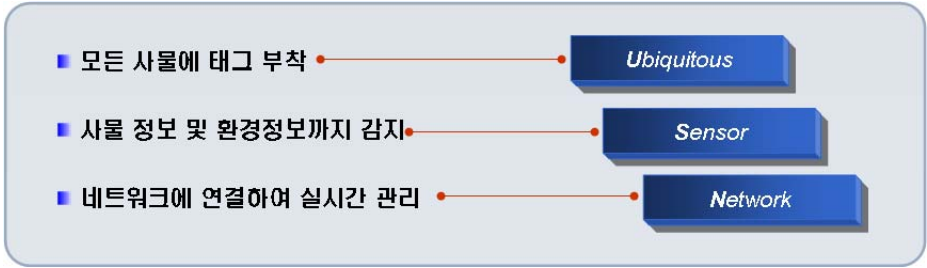 모든 사물에 태그 부착 Ubiquitous
사물 정보 및 환경정보까지 감지 Sensor
네트워크에 연결하여 실시간 관리 Network